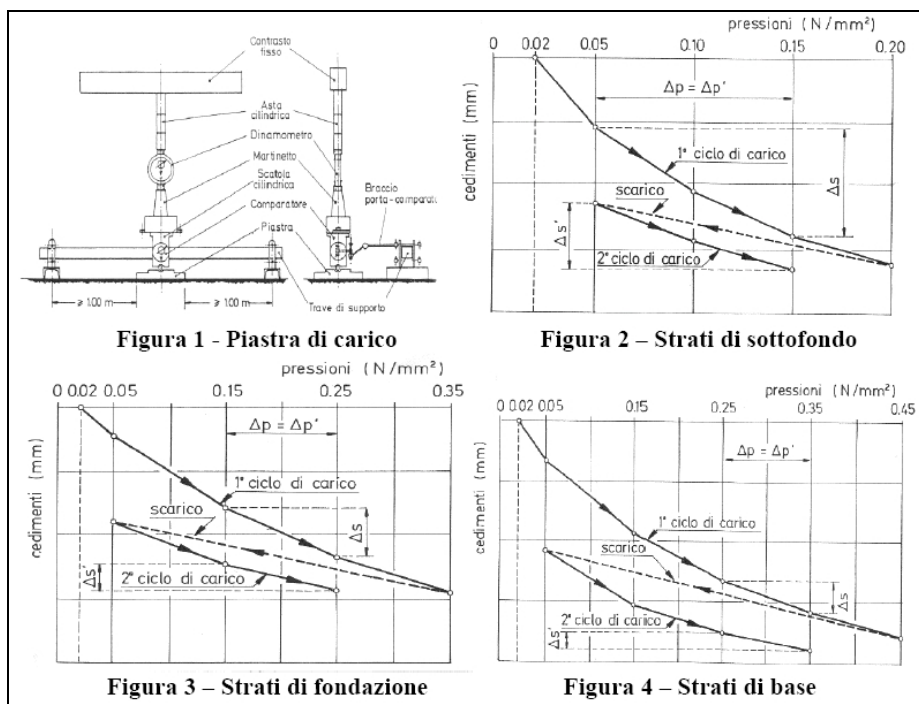 Contrasto
fisso
Asta
cilindrica
Dinamometro
Martinetto
Scatola
cilindrica
Comparatore
Piastra
Braccio
porta-comparati
≥ 1.00 m
≥ 1.00 m
Trave di supporto
Figura 1 - Piastra di carico
pressioni (N/mm²)
0 0.02 0.05 0.10 0.15 0.20
cedimenti (mm)
Δp = Δp'
1° ciclo di carico
Δs
scarico
Δs'
2° ciclo di carico
Figura 2 – Strati di sottofondo
pressioni (N/mm²)
0 0.02 0.05 0.15 0.25 0.35
cedimenti (mm)
Δp = Δp'
1° ciclo di carico
scarico
Δs
Δs'
2° ciclo di carico
Figura 3 – Strati di fondazione
pressioni (N/mm²)
0 0.02 0.05 0.15 0.25 0.35 0.45
cedimenti (mm)
Δp = Δp'
1° ciclo di carico
scarico
Δs
2° ciclo di carico
Δs'
Figura 4 – Strati di base